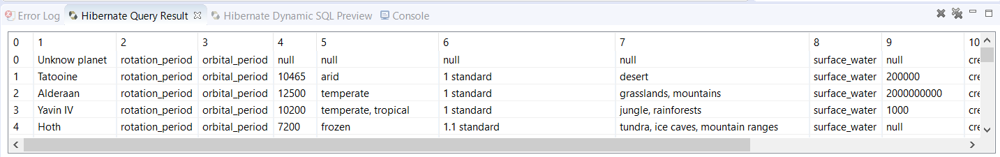 Error Log Hibernate Query Result Hibernate Dynamic SQL Preview Console
0 1 2 3 4 5 6 7 8 9 10
0 Unknow planet rotation_period orbital_period null null null null surface_water null cre
1 Tatooine rotation_period orbital_period 10465 arid 1 standard desert surface_water 200000 cre
2 Alderaan rotation_period orbital_period 12500 temperate 1 standard grasslands, mountains surface_water 2000000000 cre
3 Yavin IV rotation_period orbital_period 10200 temperate, tropical 1 standard jungle, rainforests surface_water 1000 cre
4 Hoth rotation_period orbital_period 7200 frozen 1.1 standard tundra, ice caves, mountain ranges surface_water null cre